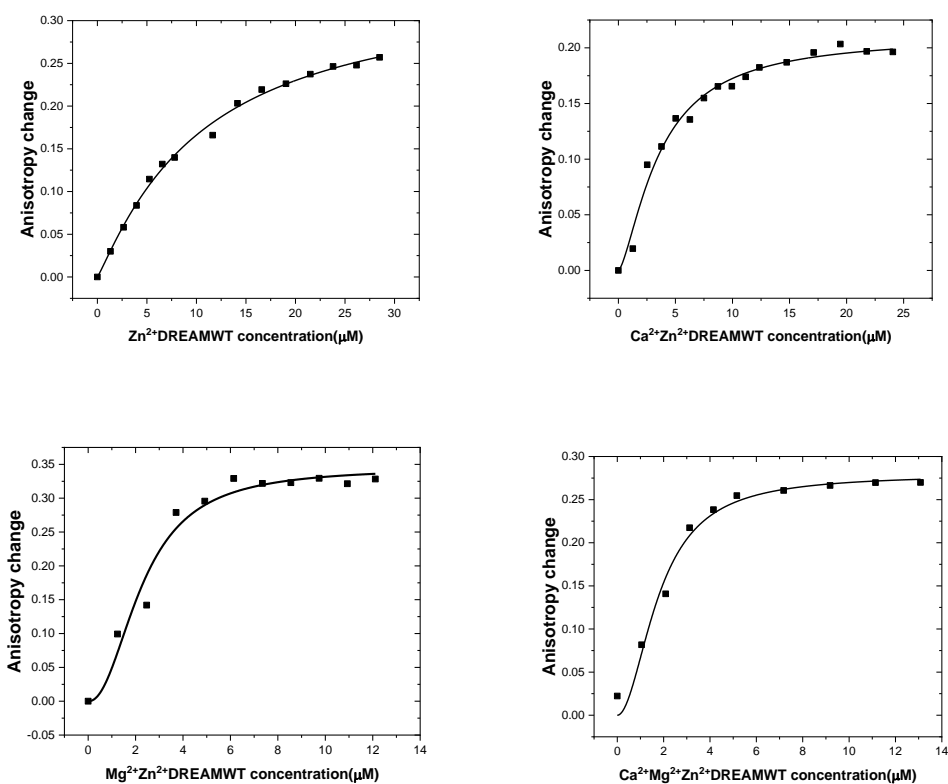 0.30
0.25
0.20
0.15
0.10
0.05
0.00
Anisotropy change
0 5 10 15 20 25 30
Zn²⁺DREAMWT concentration(μM)
0.20
0.15
0.10
0.05
0.00
Anisotropy change
0 5 10 15 20 25
Ca²⁺Zn²⁺DREAMWT concentration(μM)
0.35
0.30
0.25
0.20
0.15
0.10
0.05
0.00
-0.05
Anisotropy change
0 2 4 6 8 10 12 14
Mg²⁺Zn²⁺DREAMWT concentration(μM)
0.30
0.25
0.20
0.15
0.10
0.05
0.00
Anisotropy change
0 2 4 6 8 10 12 14
Ca²⁺Mg²⁺Zn²⁺DREAMWT concentration(μM)